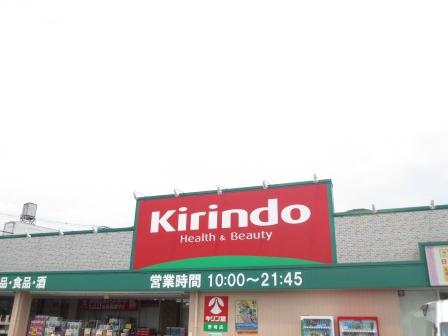 Kirindo
Health & Beauty
品・食品・酒
営業時間 10:00～21:45
キリン堂